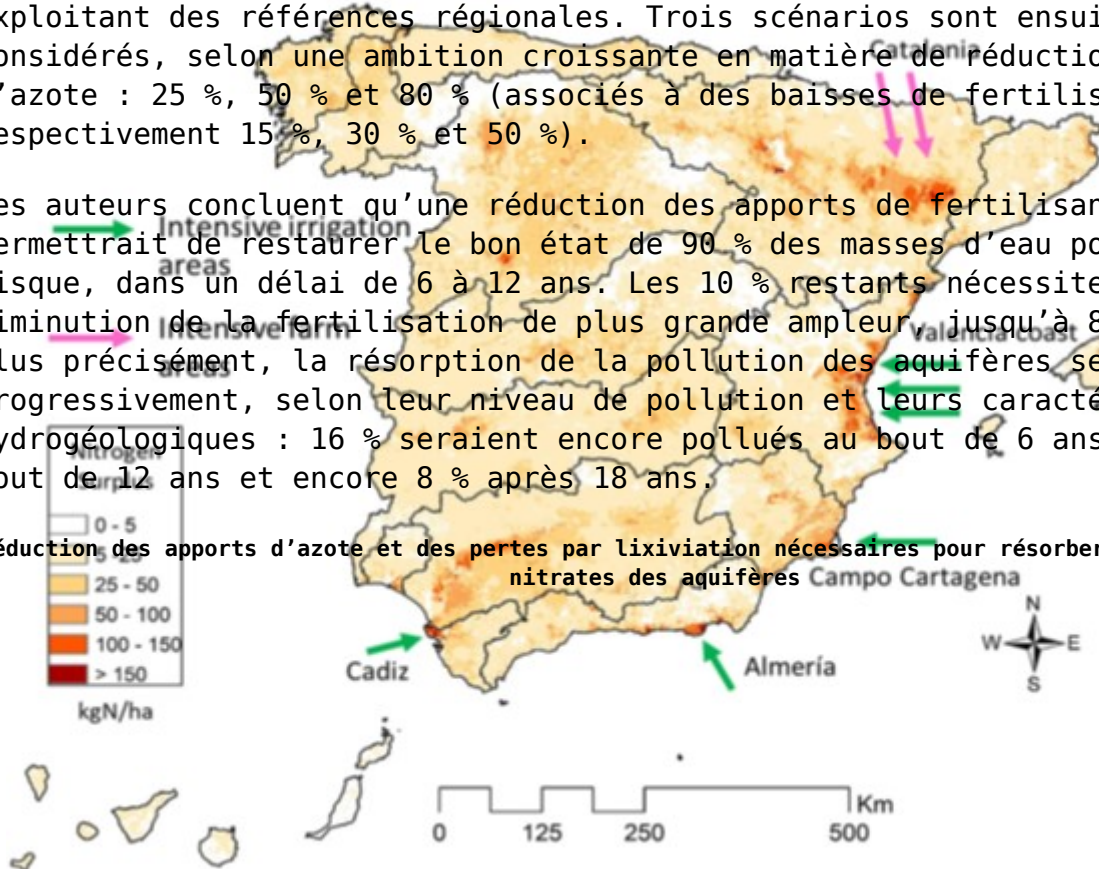 xploitant des références régionales. Trois scénarios sont ensui
onsidérés, selon une ambition croissante en matière de réductio
’azote : 25 %, 50 % et 80 % (associés à des baisses de fertilis
espectivement 15 %, 30 % et 50 %).
es auteurs concluent qu’une réduction des apports de fertilisan
ermettrait de restaurer le bon état de 90 % des masses d’eau po
isque, dans un délai de 6 à 12 ans. Les 10 % restants nécessite
iminution de la fertilisation de plus grande ampleur, jusqu’à 8
lus précisément, la résorption de la pollution des aquifères se
rogressivement, selon leur niveau de pollution et leurs caracté
ydrogéologiques : 16 % seraient encore pollués au bout de 6 ans
out de 12 ans et encore 8 % après 18 ans.
éduction des apports d’azote et des pertes par lixiviation nécessaires pour résorber
nitrates des aquifères
Catalonia
Intensive irrigation
areas
Intensive farm
areas
Valencia coast
Nitrogen
Surplus
0 - 5
5 -25
25 - 50
50 - 100
100 - 150
> 150
kgN/ha
Campo Cartagena
Cadiz
Almería
N
W
E
S
Km
0
125
250
500